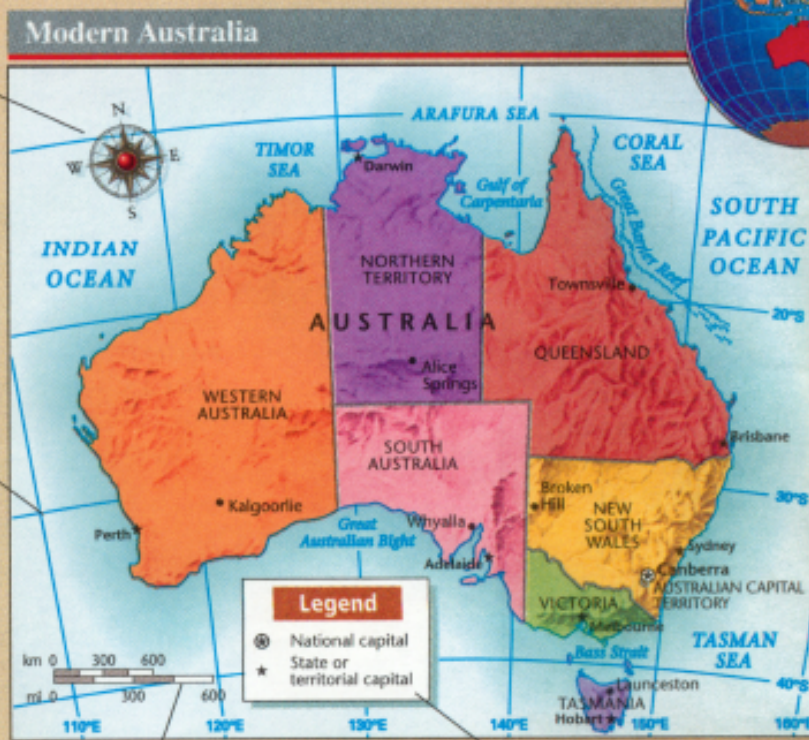 Modern Australia
N
W
E
S
ARAFURA SEA
TIMOR
SEA
Darwin
Gulf of
Carpentaria
CORAL
SEA
Great Barrier Reef
SOUTH
PACIFIC
OCEAN
INDIAN
OCEAN
NORTHERN
TERRITORY
Townsville
20°S
AUSTRALIA
QUEENSLAND
Alice
Springs
WESTERN
AUSTRALIA
SOUTH
AUSTRALIA
Brisbane
Broken
Hill
30°S
Kalgoorlie
NEW
SOUTH
WALES
Perth
Great
Australian Bight
Whyalla
Sydney
Adelaide
Canberra
AUSTRALIAN CAPITAL
TERRITORY
VICTORIA
Melbourne
Legend
National capital
State or
territorial capital
TASMAN
SEA
Bass Strait
km 0 300 600
mi 0 300 600
Launceston
40°S
TASMANIA
Hobart
110°E
120°E
130°E
140°E
150°E
160°E